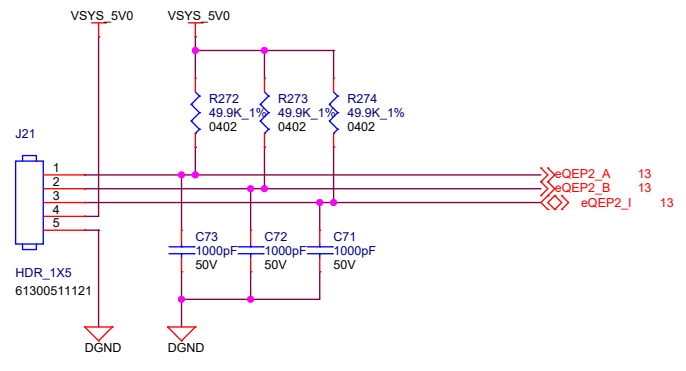 VSYS_5V0 VSYS_5V0
R272 R273 R274
49.9K_1% 49.9K_1% 49.9K_1%
0402 0402 0402
J21
1
2
3
4
5
eQEP2_A 13
eQEP2_B 13
eQEP2_I 13
C73 C72 C71
1000pF 1000pF 1000pF
50V 50V 50V
HDR_1X5
61300511121
DGND DGND